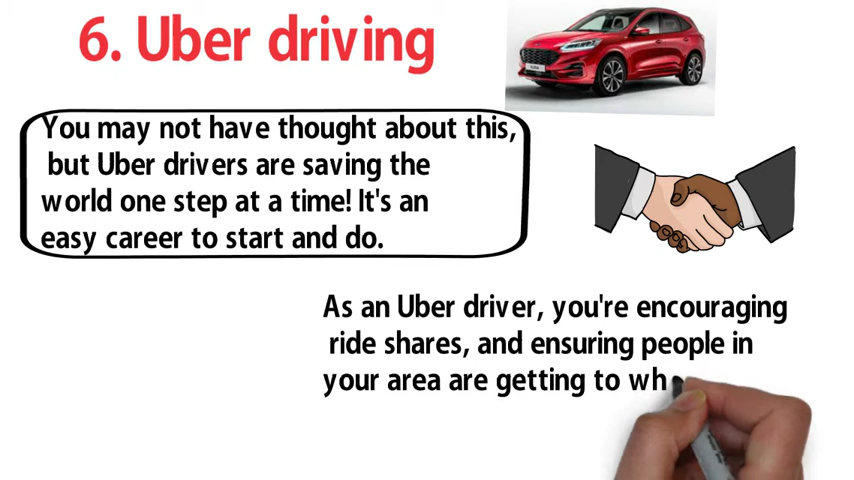 6. Uber driving
You may not have thought about this,
but Uber drivers are saving the
world one step at a time! It's an
easy career to start and do.
As an Uber driver, you're encouraging
ride shares, and ensuring people in
your area are getting to wh